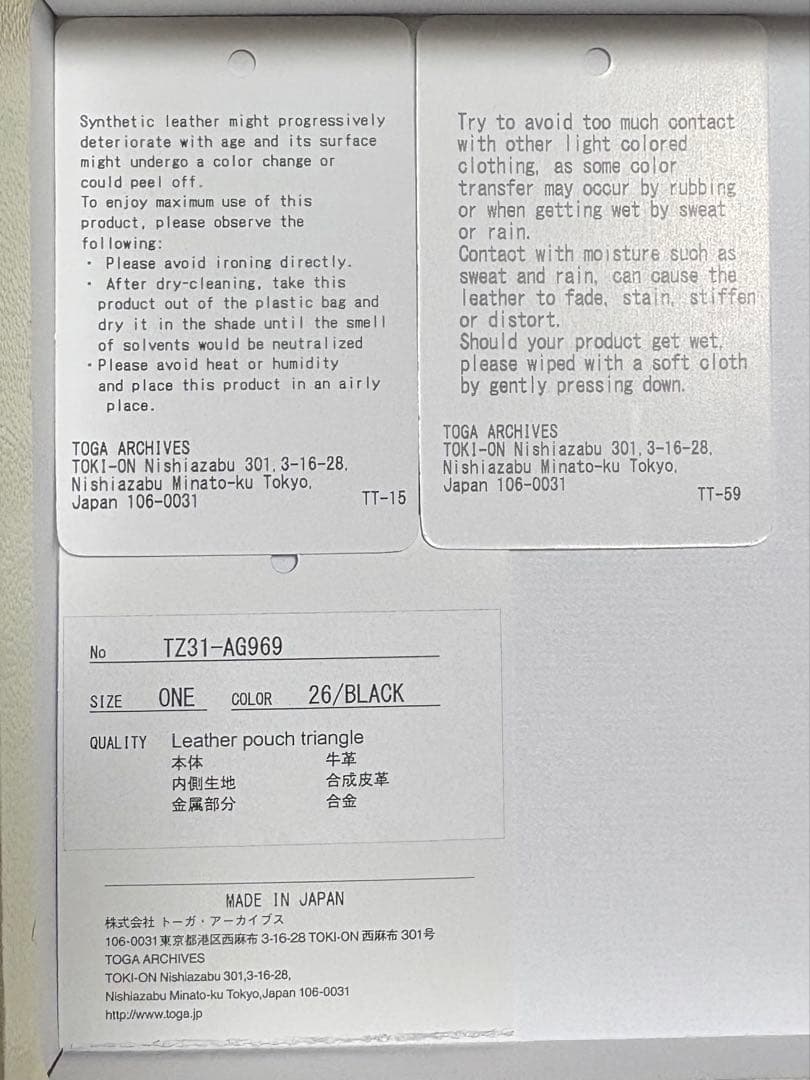 Synthetic leather might progressively
deteriorate with age and its surface
might undergo a color change or
could peel off.
To enjoy maximum use of this
product, please observe the
following:
・ Please avoid ironing directly.
・ After dry-cleaning, take this
product out of the plastic bag and
dry it in the shade until the smell
of solvents would be neutralized
・Please avoid heat or humidity
and place this product in an airly
place.
TOGA ARCHIVES
TOKI-ON Nishiazabu 301,3-16-28,
Nishiazabu Minato-ku Tokyo,
Japan 106-0031
TT-15
Try to avoid too much contact
with other light colored
clothing, as some color
transfer may occur by rubbing
or when getting wet by sweat
or rain.
Contact with moisture such as
sweat and rain, can cause the
leather to fade, stain, stiffen
or distort.
Should your product get wet,
please wiped with a soft cloth
by gently pressing down.
TOGA ARCHIVES
TOKI-ON Nishiazabu 301,3-16-28,
Nishiazabu Minato-ku Tokyo,
Japan 106-0031
TT-59
No TZ31-AG969
SIZE ONE COLOR 26/BLACK
QUALITY Leather pouch triangle
本体 牛革
内側生地 合成皮革
金属部分 合金
MADE IN JAPAN
株式会社 トーガ・アーカイブス
106-0031東京都港区西麻布 3-16-28 TOKI-ON 西麻布 301号
TOGA ARCHIVES
TOKI-ON Nishiazabu 301,3-16-28,
Nishiazabu Minato-ku Tokyo,Japan 106-0031
http://www.toga.jp